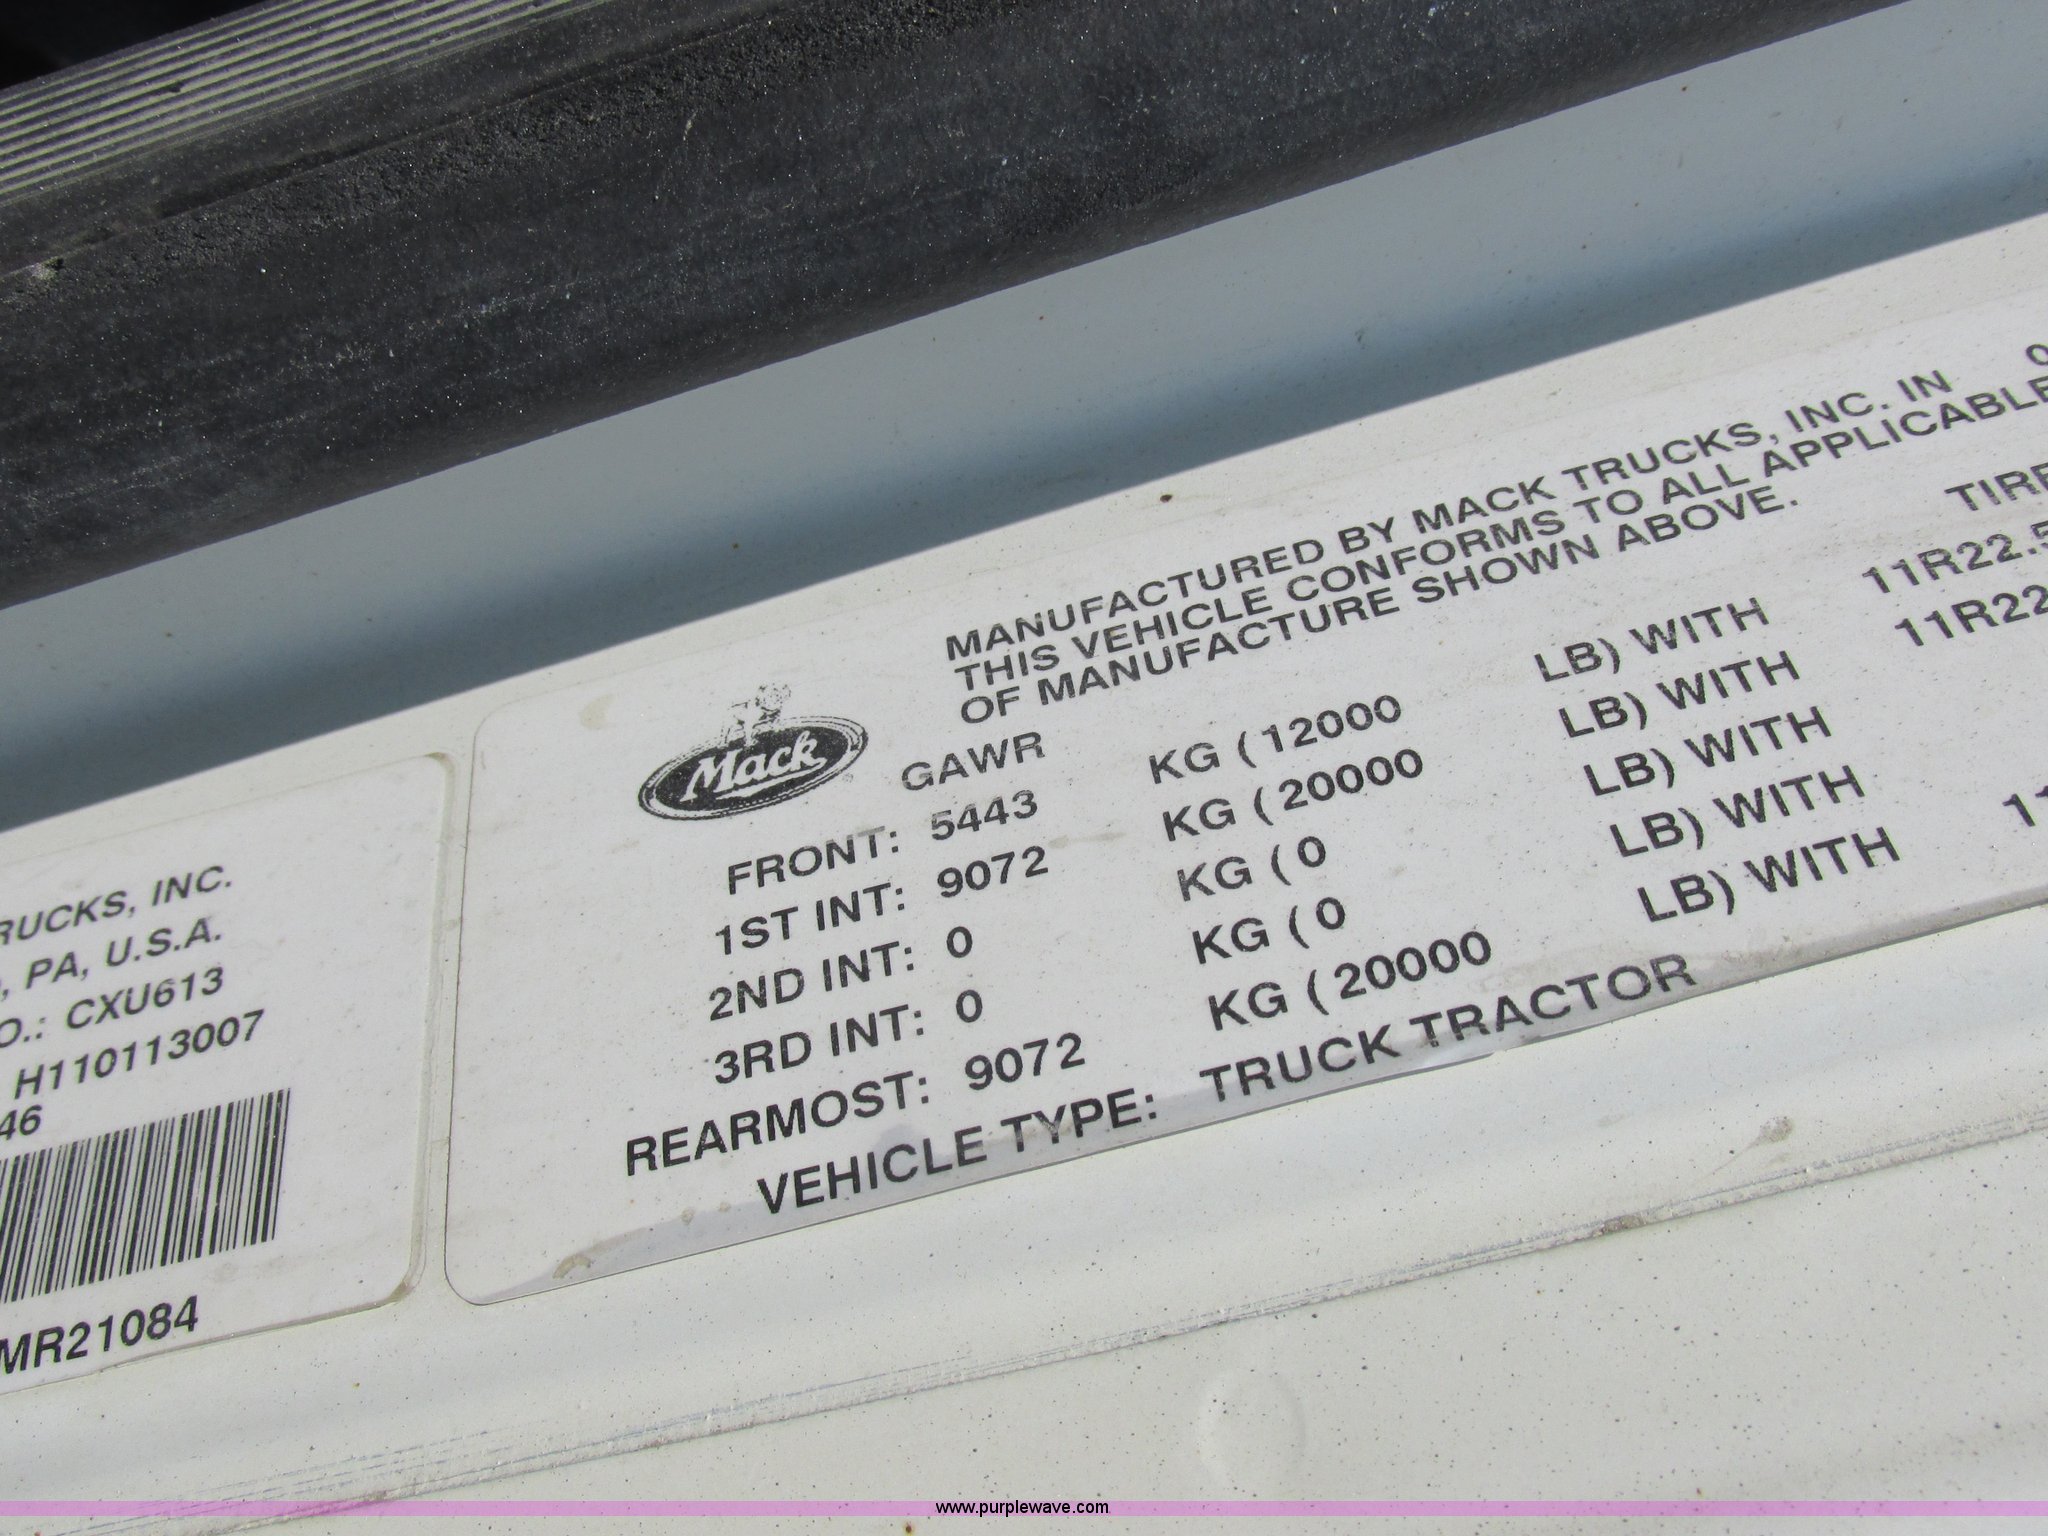 RUCKS, INC.
PA, U.S.A.
O.: CXU613
H110113007
46
MR21084
Mack
MANUFACTURED BY MACK TRUCKS, INC. IN
THIS VEHICLE CONFORMS TO ALL APPLICABLE
OF MANUFACTURE SHOWN ABOVE.
GAWR TIRE
FRONT: 5443 KG (12000 LB) WITH 11R22.5
1ST INT: 9072 KG (20000 LB) WITH 11R22
2ND INT: 0 KG (0 LB) WITH
3RD INT: 0 KG (0 LB) WITH
REARMOST: 9072 KG (20000 LB) WITH 11
VEHICLE TYPE: TRUCK TRACTOR
www.purplewave.com